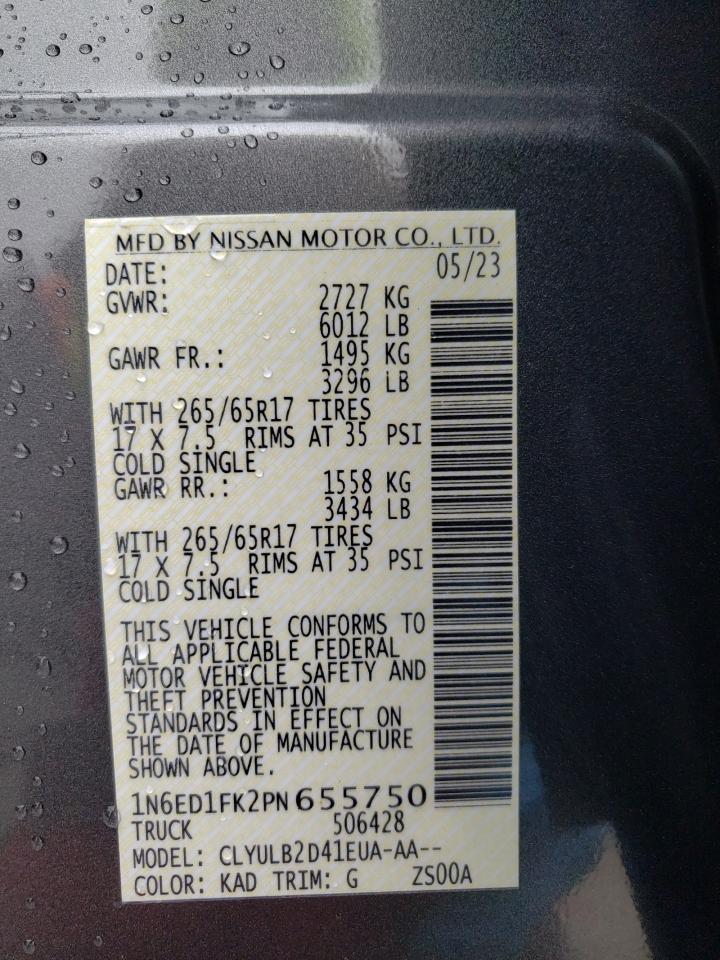 MFD BY NISSAN MOTOR CO., LTD.
DATE: 05/23
GVWR: 2727 KG
6012 LB
GAWR FR.: 1495 KG
3296 LB
WITH 265/65R17 TIRES
17 X 7.5 RIMS AT 35 PSI
COLD SINGLE
GAWR RR.: 1558 KG
3434 LB
WITH 265/65R17 TIRES
17 X 7.5 RIMS AT 35 PSI
COLD SINGLE
THIS VEHICLE CONFORMS TO
ALL APPLICABLE FEDERAL
MOTOR VEHICLE SAFETY AND
THEFT PREVENTION
STANDARDS IN EFFECT ON
THE DATE OF MANUFACTURE
SHOWN ABOVE.
1N6ED1FK2PN655750
TRUCK 506428
MODEL: CLYULB2D41EUA-AA--
COLOR: KAD TRIM: G ZS00A